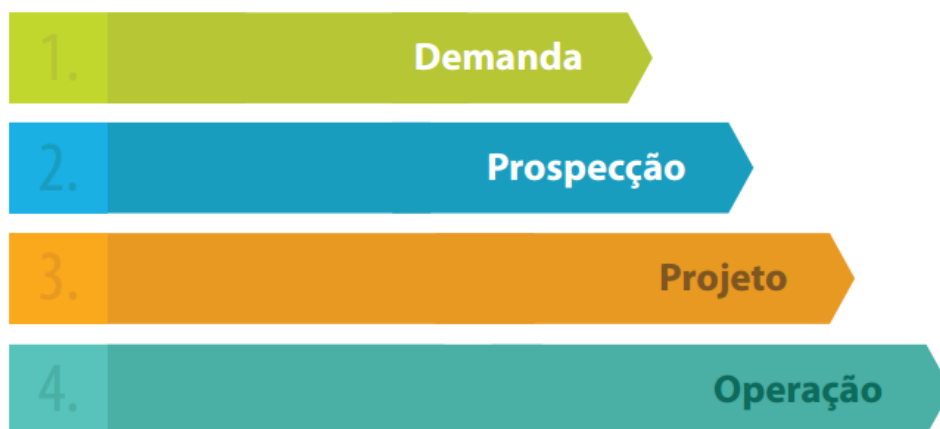 1. Demanda
2. Prospecção
3. Projeto
4. Operação